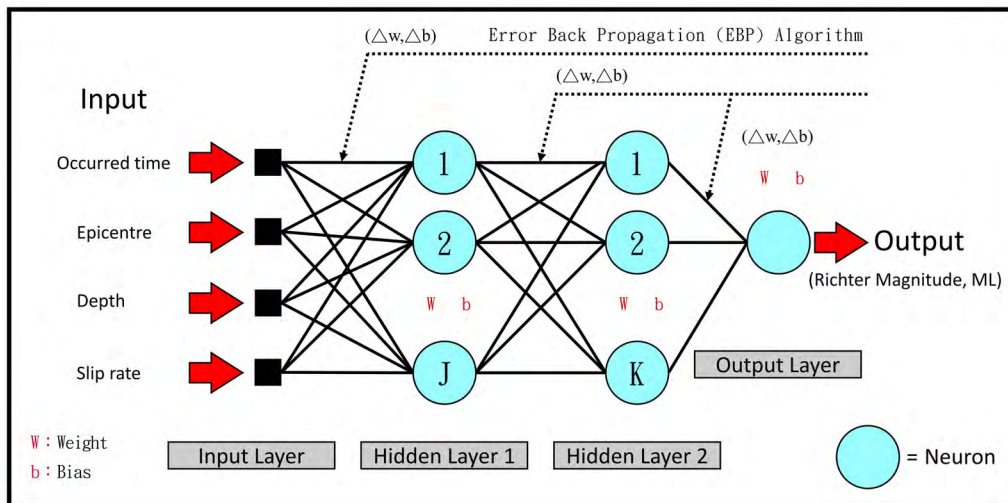 (△w,△b)
Error Back Propagation (EBP) Algorithm
(△w,△b)
Input
(△w,△b)
Occurred time
1
1
W b
Epicentre
2
2
Output
(Richter Magnitude, ML)
Depth
W b
W b
Slip rate
J
K
Output Layer
W：Weight
b：Bias
Input Layer
Hidden Layer 1
Hidden Layer 2
= Neuron